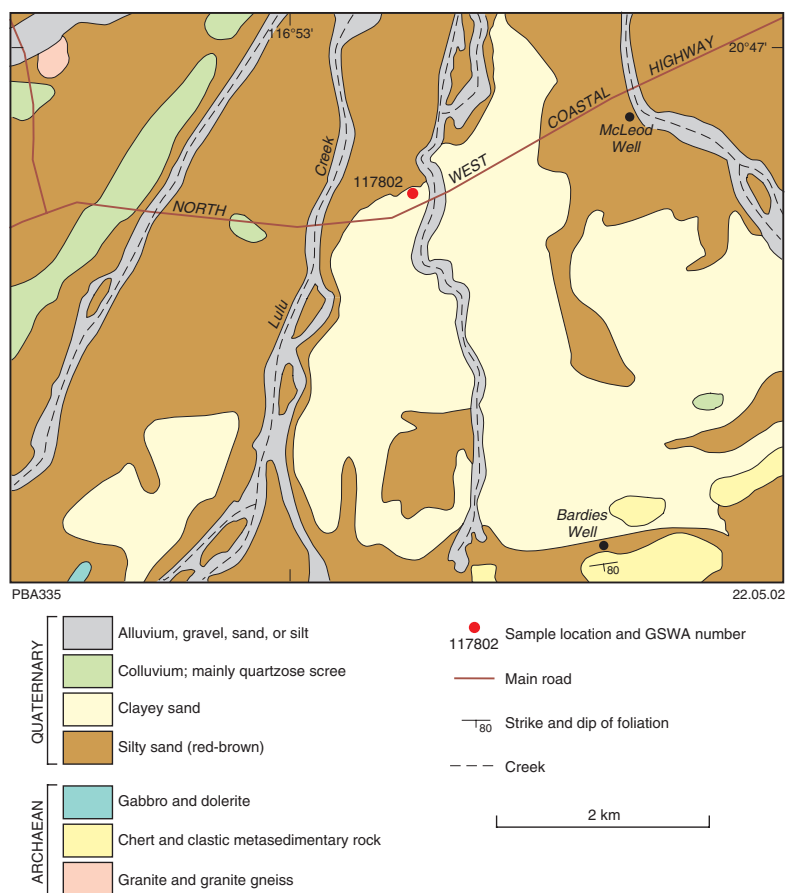 116°53'
20°47'
HIGHWAY
COASTAL
McLeod
Well
WEST
Creek
117802
NORTH
Lulu
Bardies
Well
80
PBA335
22.05.02
QUATERNARY
Alluvium, gravel, sand, or silt
Colluvium; mainly quartzose scree
Clayey sand
Silty sand (red-brown)
ARCHAEAN
Gabbro and dolerite
Chert and clastic metasedimentary rock
Granite and granite gneiss
117802
Sample location and GSWA number
Main road
80
Strike and dip of foliation
Creek
2 km